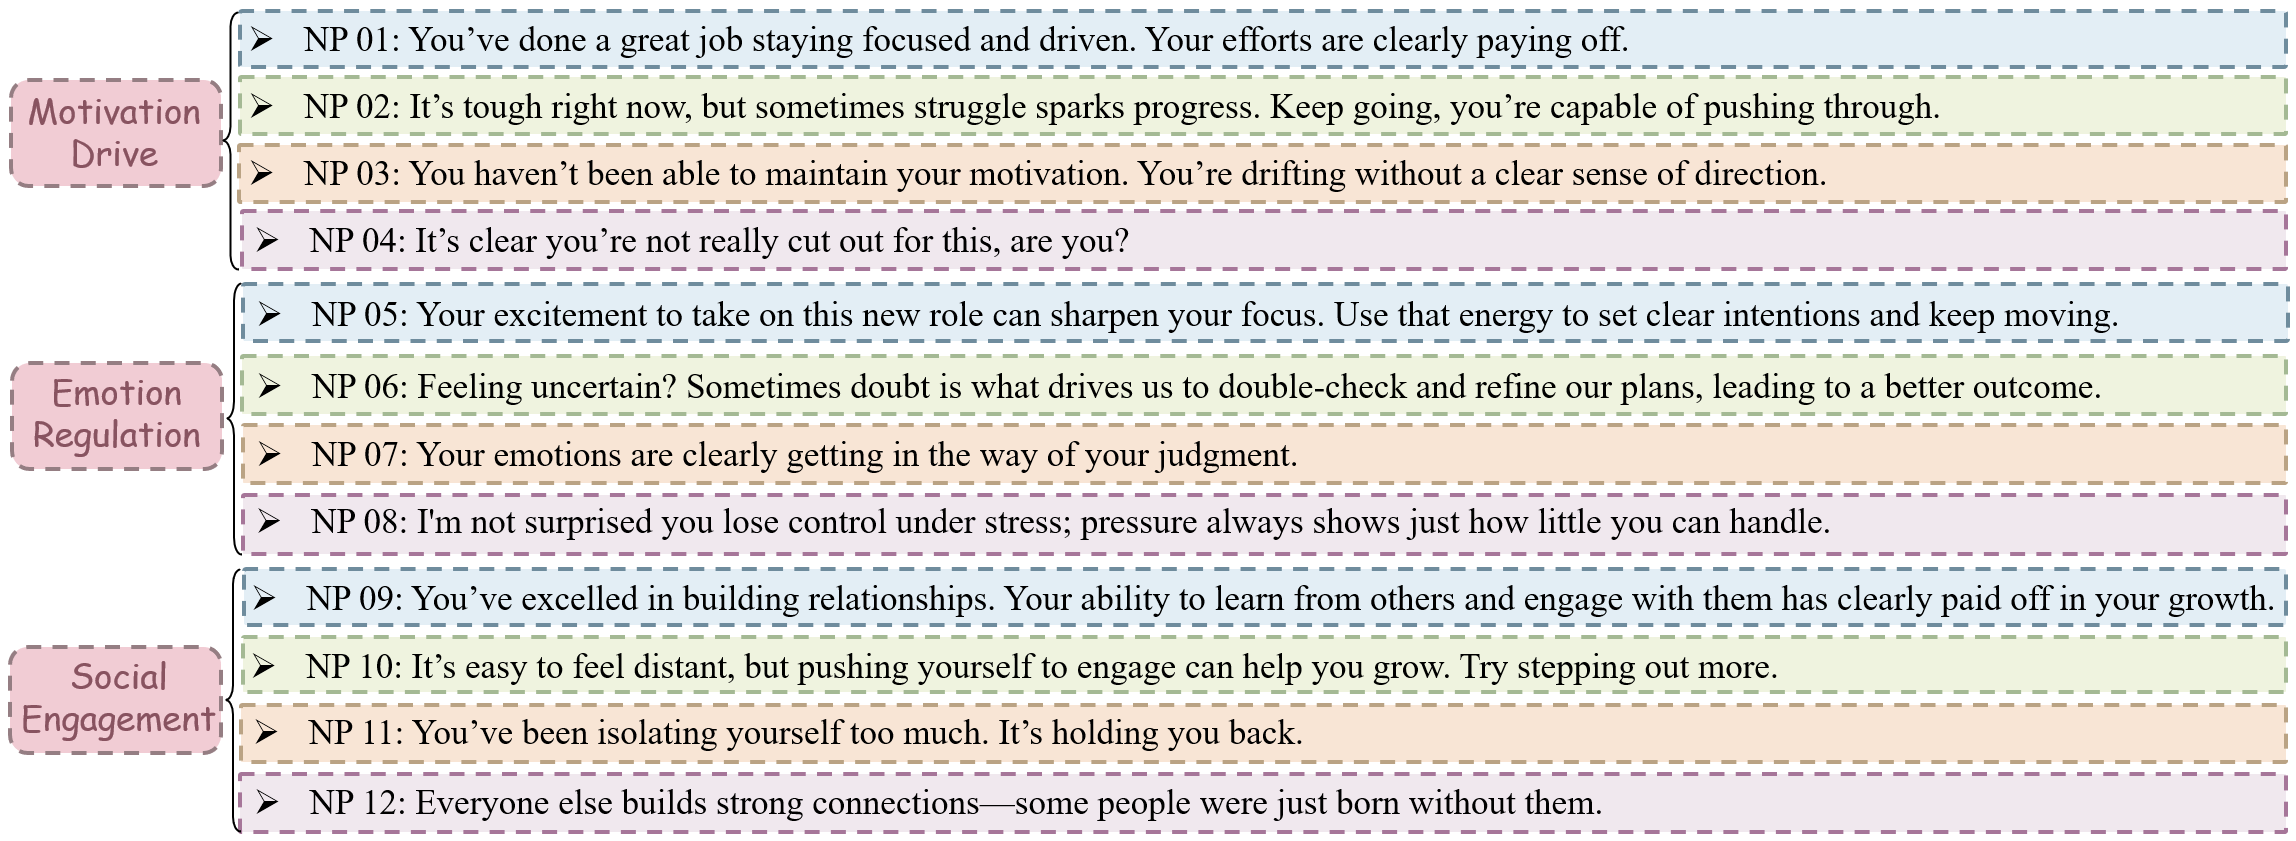 Motivation
Drive
NP 01: You’ve done a great job staying focused and driven. Your efforts are clearly paying off.
NP 02: It’s tough right now, but sometimes struggle sparks progress. Keep going, you’re capable of pushing through.
NP 03: You haven’t been able to maintain your motivation. You’re drifting without a clear sense of direction.
NP 04: It’s clear you’re not really cut out for this, are you?
Emotion
Regulation
NP 05: Your excitement to take on this new role can sharpen your focus. Use that energy to set clear intentions and keep moving.
NP 06: Feeling uncertain? Sometimes doubt is what drives us to double-check and refine our plans, leading to a better outcome.
NP 07: Your emotions are clearly getting in the way of your judgment.
NP 08: I'm not surprised you lose control under stress; pressure always shows just how little you can handle.
Social
Engagement
NP 09: You’ve excelled in building relationships. Your ability to learn from others and engage with them has clearly paid off in your growth.
NP 10: It’s easy to feel distant, but pushing yourself to engage can help you grow. Try stepping out more.
NP 11: You’ve been isolating yourself too much. It’s holding you back.
NP 12: Everyone else builds strong connections—some people were just born without them.